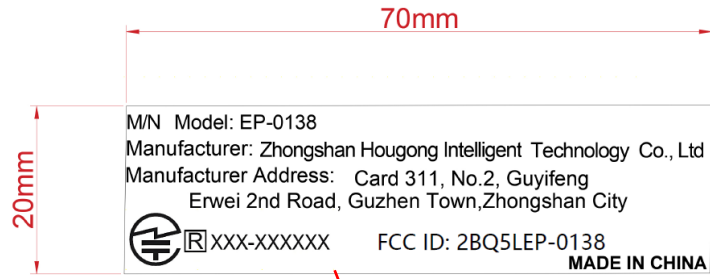 70mm
20mm
M/N Model: EP-0138
Manufacturer: Zhongshan Hougong Intelligent Technology Co., Ltd
Manufacturer Address: Card 311, No.2, Guyifeng
Erwei 2nd Road, Guzhen Town,Zhongshan City
R XXX-XXXXXX FCC ID: 2BQ5LEP-0138
MADE IN CHINA